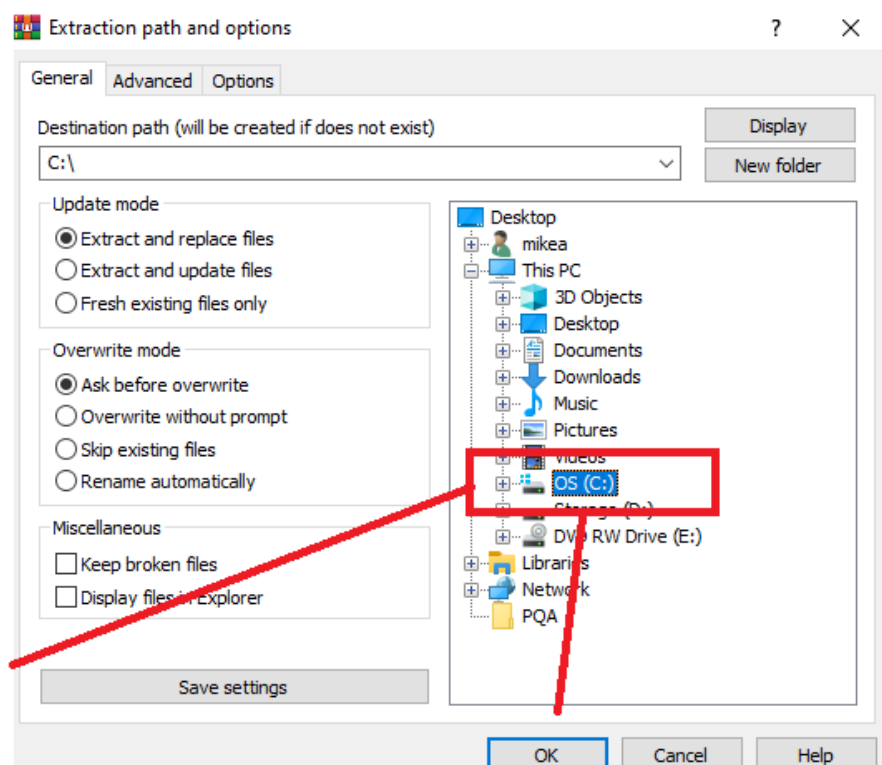 Extraction path and options
General Advanced Options
Destination path (will be created if does not exist)
Display
C:\
New folder
Update mode
Extract and replace files
Extract and update files
Fresh existing files only
Overwrite mode
Ask before overwrite
Overwrite without prompt
Skip existing files
Rename automatically
Miscellaneous
Keep broken files
Display files in Explorer
Save settings
Desktop
mikea
This PC
3D Objects
Desktop
Documents
Downloads
Music
Pictures
Videos
OS (C:)
Storage (D:)
DVD RW Drive (E:)
Libraries
Network
PQA
OK Cancel Help